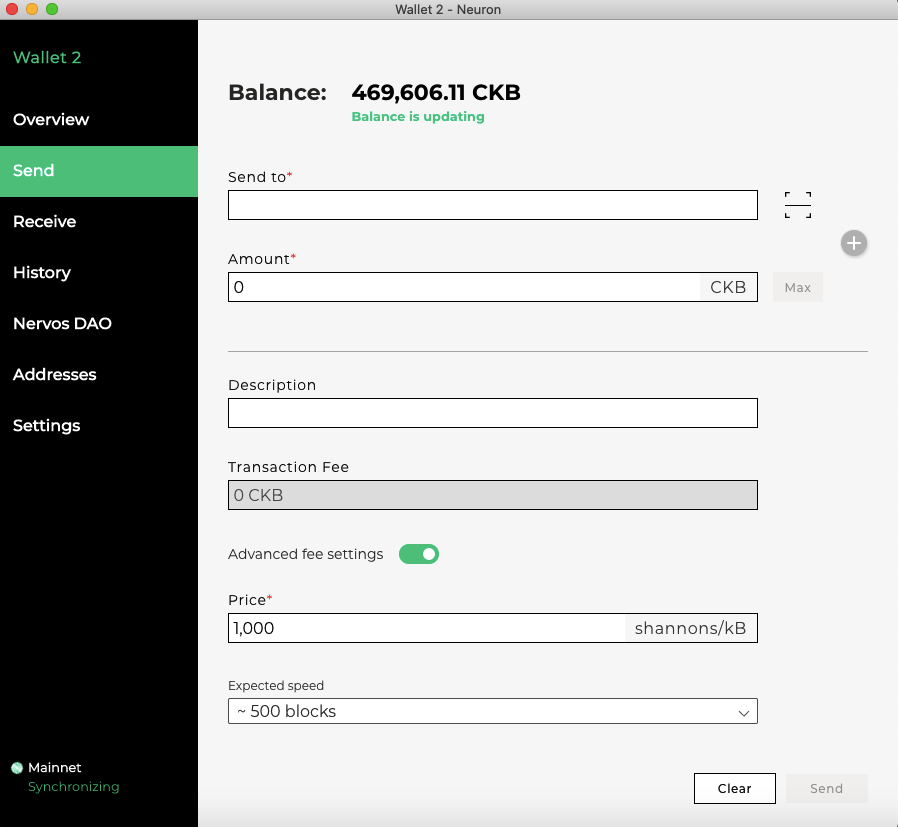 Wallet 2 - Neuron
Wallet 2
Overview
Send
Receive
History
Nervos DAO
Addresses
Settings
Mainnet
Synchronizing
Balance: 469,606.11 CKB
Balance is updating
Send to*
Amount*
0 CKB Max
Description
Transaction Fee
0 CKB
Advanced fee settings
Price*
1,000 shannons/kB
Expected speed
~ 500 blocks
Clear Send